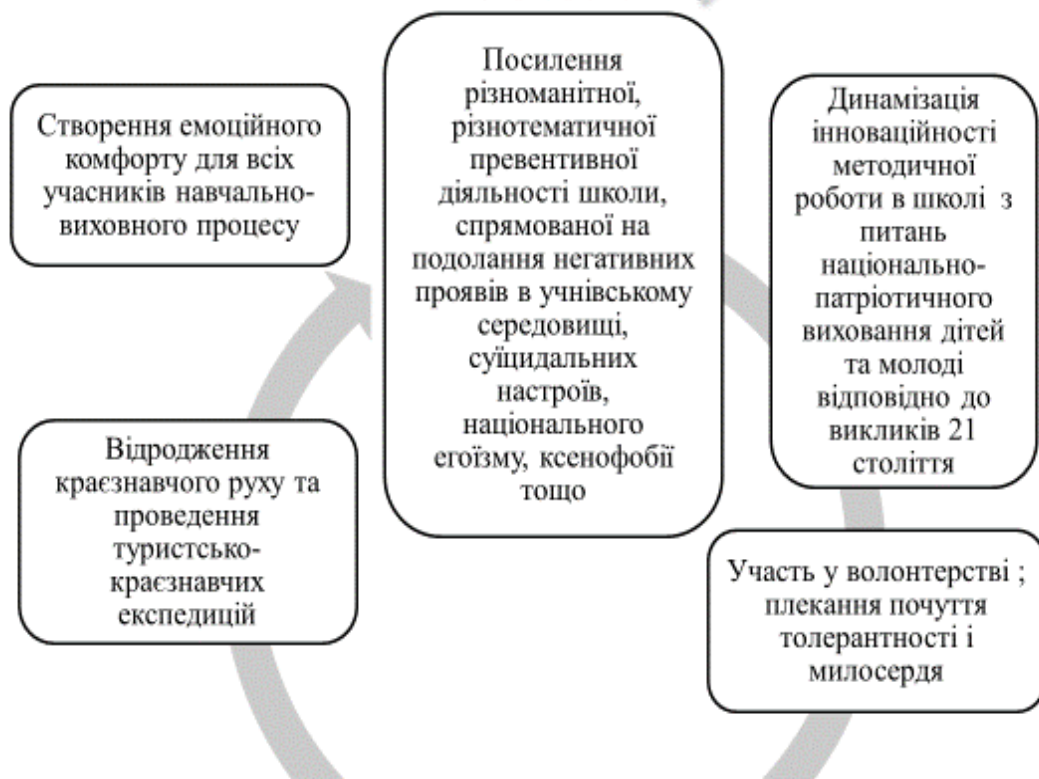 Створення емоційного
комфорту для всіх
учасників навчально-
виховного процесу
Посилення
різноманітної,
різнотематичної
превентивної
діяльності школи,
спрямованої на
подолання негативних
проявів в учнівському
середовищі,
суїцидальних
настроїв,
національного
егоїзму, ксенофобії
тощо
Динамізація
інноваційності
методичної
роботи в школі з
питань
національно-
патріотичного
виховання дітей
та молоді
відповідно до
викликів 21
століття
Відродження
краєзнавчого руху та
проведення
туристсько-
краєзнавчих
експедицій
Участь у волонтерстві ;
плекання почуття
толерантності і
милосердя